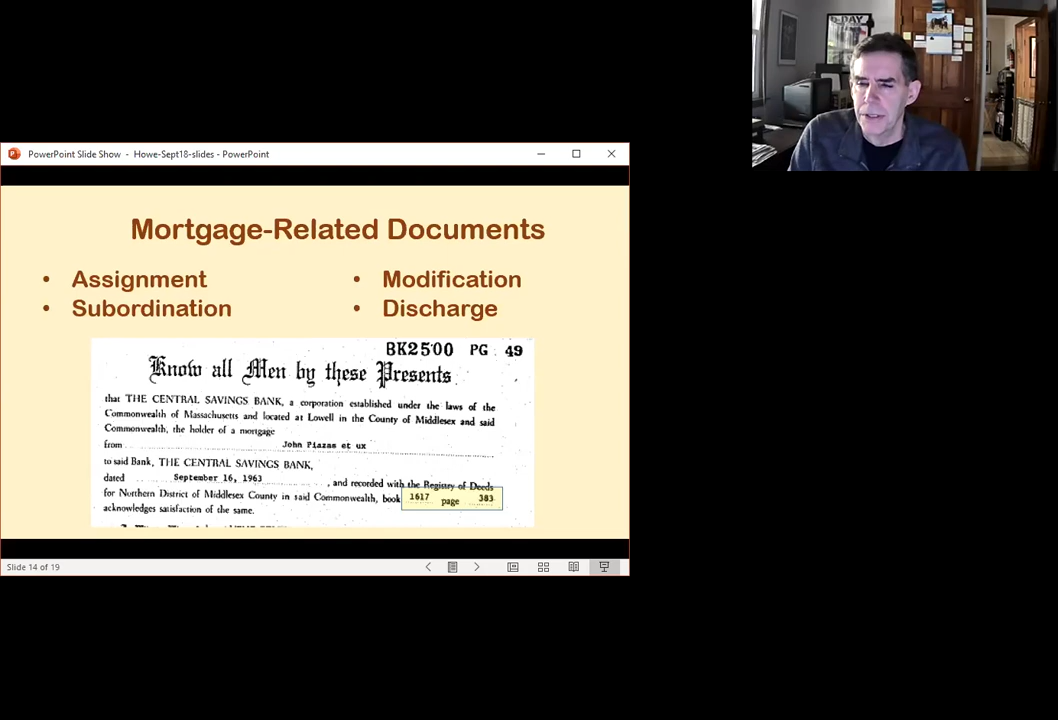 D-DAY
PowerPoint Slide Show - Howe-Sept18-slides - PowerPoint
Mortgage-Related Documents
• Assignment
• Subordination
• Modification
• Discharge
BK2500 PG 49
Know all Men by these Presents
that THE CENTRAL SAVINGS BANK, a corporation established under the laws of the
Commonwealth of Massachusetts and located at Lowell in the County of Middlesex and said
Commonwealth, the holder of a mortgage
from John Piazas et ux
to said Bank, THE CENTRAL SAVINGS BANK,
dated September 16, 1963 , and recorded with the Registry of Deeds
for Northern District of Middlesex County in said Commonwealth, book 1617 page 383
acknowledges satisfaction of the same.
Slide 14 of 19